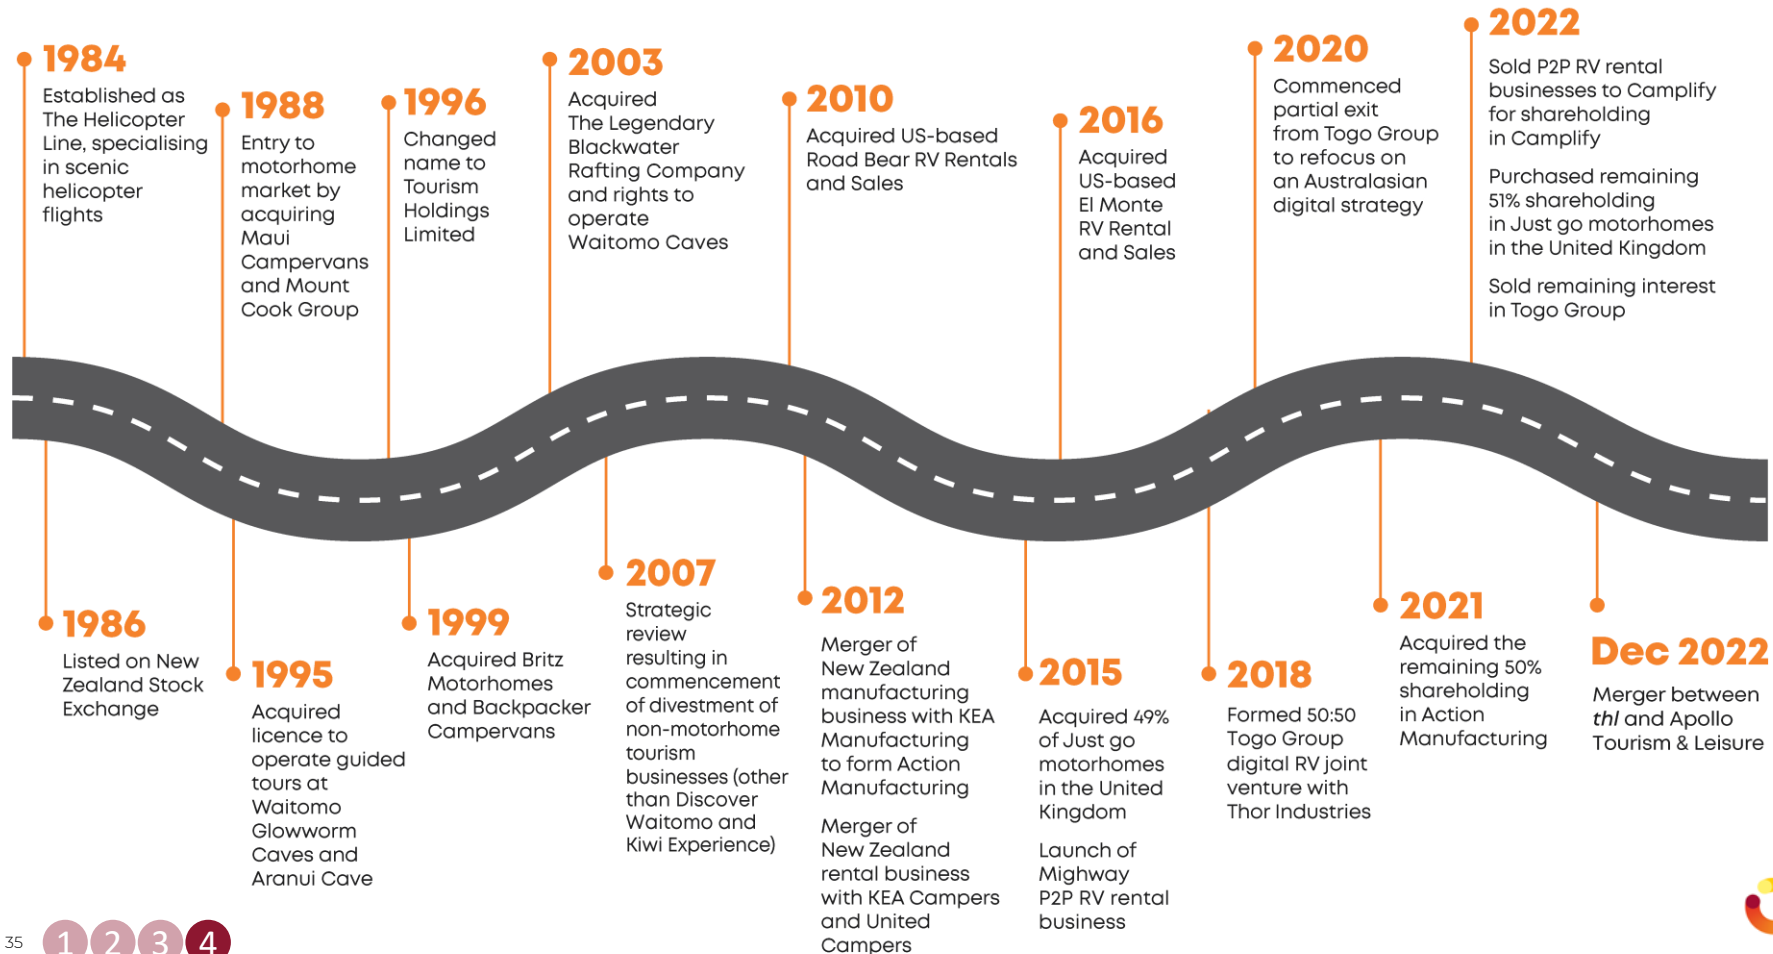 1984
Established as
The Helicopter
Line, specialising
in scenic
helicopter
flights
1988
Entry to
motorhome
market by
acquiring
Maui
Campervans
and Mount
Cook Group
1996
Changed
name to
Tourism
Holdings
Limited
2003
Acquired
The Legendary
Blackwater
Rafting Company
and rights to
operate
Waitomo Caves
2010
Acquired US-based
Road Bear RV Rentals
and Sales
2016
Acquired
US-based
El Monte
RV Rental
and Sales
2020
Commenced
partial exit
from Togo Group
to refocus on
an Australasian
digital strategy
2022
Sold P2P RV rental
businesses to Camplify
for shareholding
in Camplify
Purchased remaining
51% shareholding
in Just go motorhomes
in the United Kingdom
Sold remaining interest
in Togo Group
1986
Listed on New
Zealand Stock
Exchange
1995
Acquired
licence to
operate guided
tours at
Waitomo
Glowworm
Caves and
Aranui Cave
1999
Acquired Britz
Motorhomes
and Backpacker
Campervans
2007
Strategic
review
resulting in
commencement
of divestment of
non-motorhome
tourism
businesses (other
than Discover
Waitomo and
Kiwi Experience)
2012
Merger of
New Zealand
manufacturing
business with KEA
Manufacturing
to form Action
Manufacturing
Merger of
New Zealand
rental business
with KEA Campers
and United
Campers
2015
Acquired 49%
of Just go
motorhomes
in the United
Kingdom
Launch of
Mighway
P2P RV rental
business
2018
Formed 50:50
Togo Group
digital RV joint
venture with
Thor Industries
2021
Acquired the
remaining 50%
shareholding
in Action
Manufacturing
Dec 2022
Merger between
thl and Apollo
Tourism & Leisure
35
1 2 3 4